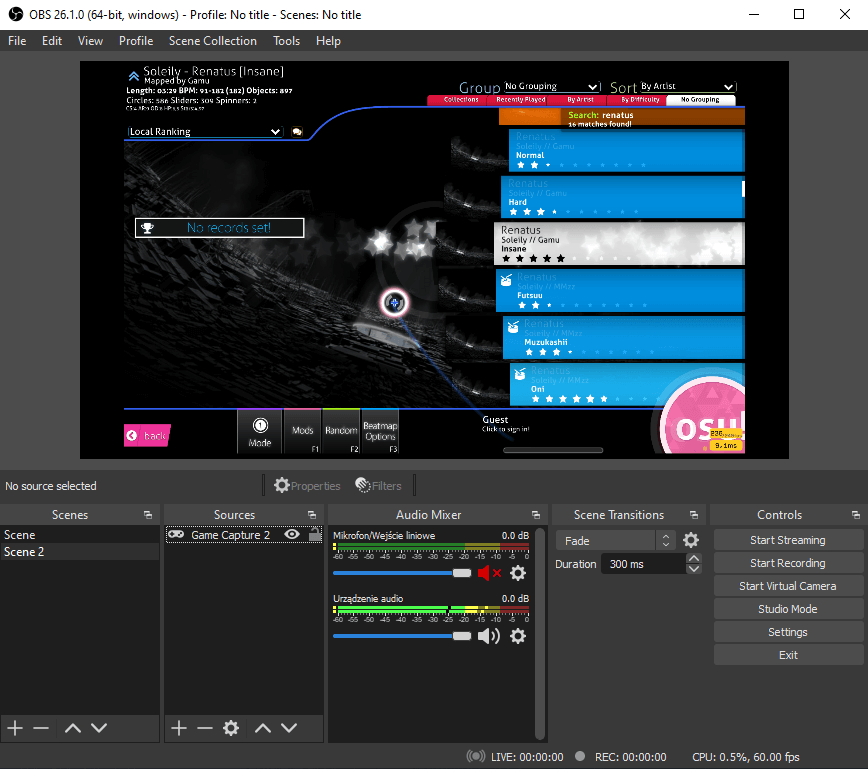 OBS 26.1.0 (64-bit, windows) - Profile: No title - Scenes: No title
File Edit View Profile Scene Collection Tools Help
Soleily - Renatus [Insane]
Mapped by Gamu
Length: 03:29 BPM: 91-182 (182) Objects: 897
Circles: 586 Sliders: 309 Spinners: 2
Group No Grouping Sort By Artist
Collections Recently Played By Artist By Difficulty No Grouping
Local Ranking
Search: renatus
16 matches found!
Renatus
Soleily // Gamu
Normal
Renatus
Soleily // Gamu
Hard
No records set!
Renatus
Soleily // Gamu
Insane
Renatus
Soleily // MMzz
Futsuu
Renatus
Soleily // MMzz
Muzukashii
Renatus
Soleily // MMzz
Oni
back
1
Mode
Mods
F1
Random
F2
Beatmap
Options
F3
Guest
Click to sign in!
osu!
9.1ms
No source selected Properties Filters
Scenes Sources Audio Mixer Scene Transitions Controls
Scene
Scene 2
Game Capture 2
Mikrofon/Wejście liniowe 0.0 dB
-60 -55 -50 -45 -40 -35 -30 -25 -20 -15 -10 -5 0
Urządzenie audio 0.0 dB
-60 -55 -50 -45 -40 -35 -30 -25 -20 -15 -10 -5 0
Fade
Duration 300 ms
Start Streaming
Start Recording
Start Virtual Camera
Studio Mode
Settings
Exit
LIVE: 00:00:00 REC: 00:00:00 CPU: 0.5%, 60.00 fps